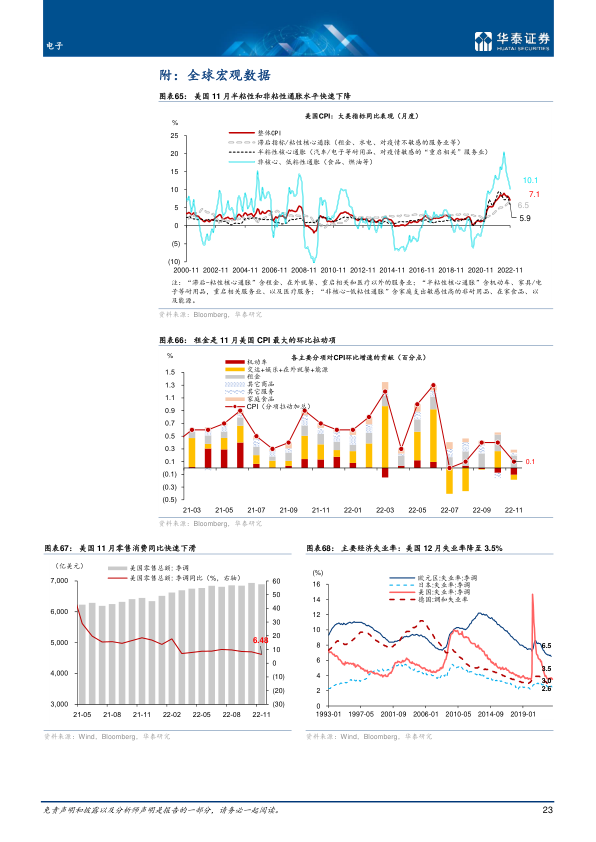 电子
华泰证券
HUATAI SECURITIES
附：全球宏观数据
图表65： 美国 11 月半粘性和非粘性通胀水平快速下降
美国CPI：大类指标同比表现（月度）
%
整体CPI
滞后指标/粘性核心通胀（租金、水电、对疫情不敏感的服务业等）
半粘性核心通胀（汽车/电子等耐用品、对疫情敏感的“重启相关”服务业）
非核心、低粘性通胀（食品、燃油等）
25
20
15
10
5
0
(5)
(10)
10.1
7.1
6.5
5.9
2000-11 2002-11 2004-11 2006-11 2008-11 2010-11 2012-11 2014-11 2016-11 2018-11 2020-11 2022-11
注：“滞后-粘性核心通胀”含租金、在外就餐、重启相关和医疗以外的服务业；“半粘性核心通胀”含机动车、家具/电
子等耐用品，重启相关服务业、以及医疗服务；“非核心-低粘性通胀”含家庭支出敏感性高的非耐用品、在家食品、以
及能源。
资料来源：Bloomberg，华泰研究
图表66： 租金是 11 月美国 CPI 最大的环比拉动项
各主要分项对CPI环比增速的贡献（百分点）
%
机动车
交运+娱乐+在外就餐+能源
租金
其它商品
其它服务
家庭食品
CPI（分项拉动加总）
1.5
1.3
1.1
0.9
0.7
0.5
0.3
0.1
(0.1)
(0.3)
(0.5)
0.1
21-03 21-05 21-07 21-09 21-11 22-01 22-03 22-05 22-07 22-09 22-11
资料来源：Bloomberg，华泰研究
图表67： 美国 11 月零售消费同比快速下滑
（亿美元）
美国零售总额：季调
美国零售总额：季调同比（%，右轴）
7,000
6,000
5,000
4,000
3,000
60
50
40
30
20
10
0
(10)
(20)
(30)
6.48
21-05 21-08 21-11 22-02 22-05 22-08 22-11
资料来源：Wind，Bloomberg，华泰研究
图表68： 主要经济失业率：美国 12 月失业率降至 3.5%
(%)
欧元区：失业率：季调
日本：失业率：季调
美国：失业率：季调
德国：调和失业率
16
14
12
10
8
6
4
2
0
6.5
3.5
3.0
2.6
1993-01 1997-05 2001-09 2006-01 2010-05 2014-09 2019-01
资料来源：Wind，Bloomberg，华泰研究
免责声明和披露以及分析师声明是报告的一部分，请务必一起阅读。
23